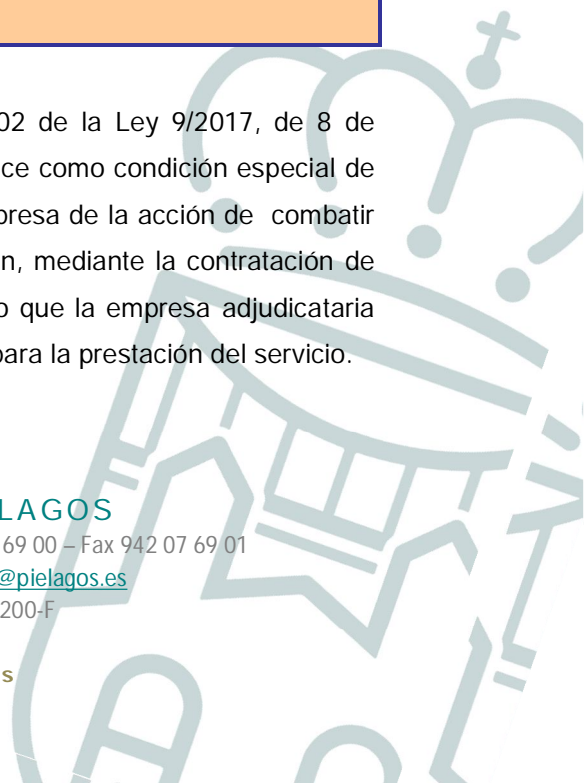 02 de la Ley 9/2017, de 8 de
ce como condición especial de
presa de la acción de combatir
n, mediante la contratación de
o que la empresa adjudicataria
para la prestación del servicio.
LAGOS
69 00 – Fax 942 07 69 01
@pielagos.es
200-F
s